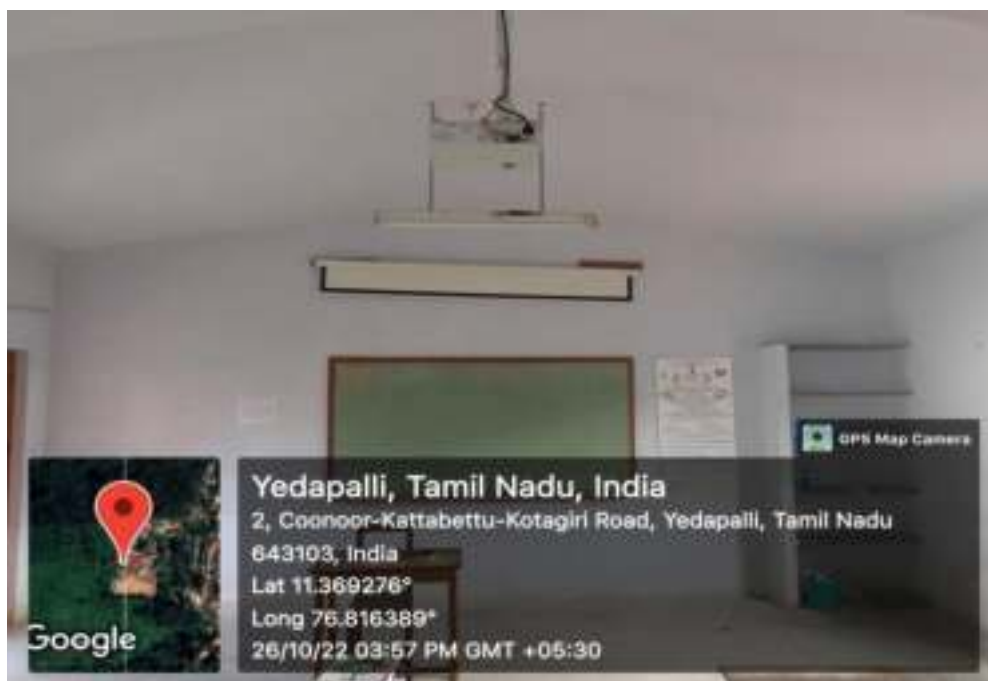 GPS Map Camera
Yedapalli, Tamil Nadu, India
2, Coonoor-Kattabettu-Kotagiri Road, Yedapalli, Tamil Nadu
643103, India
Lat 11.369276°
Long 76.816389°
26/10/22 03:57 PM GMT +05:30
Google